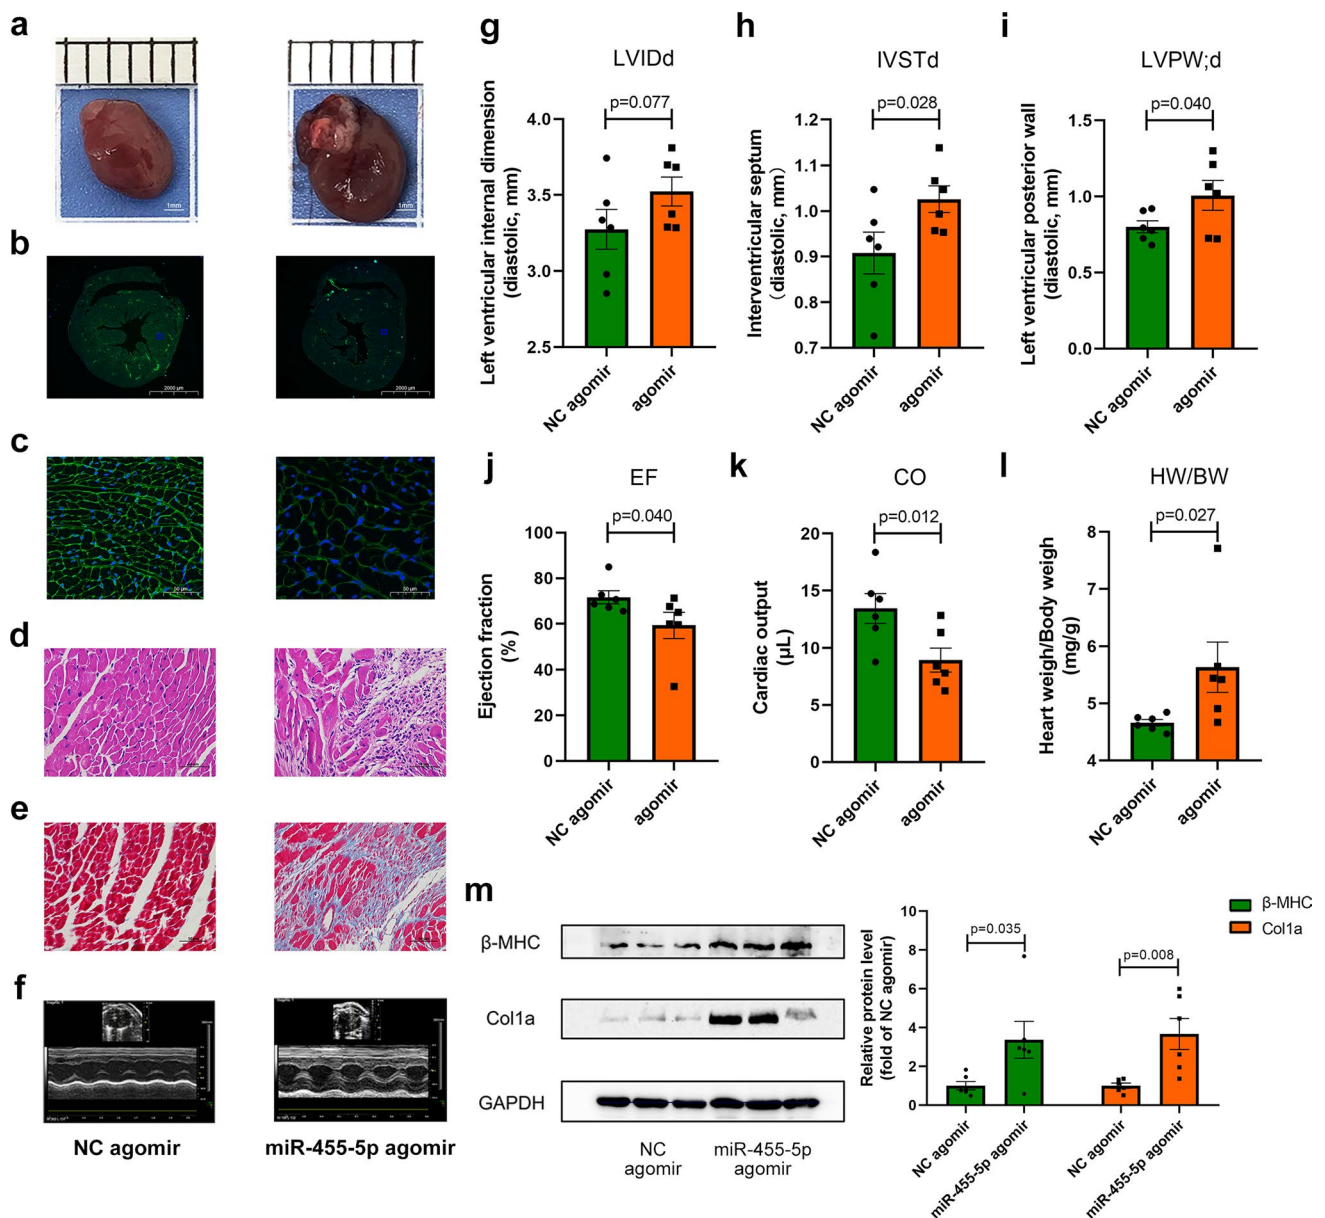 a
1mm
1mm
b
2000 µm
2000 µm
c
50 µm
50 µm
d
e
f
NC agomir
miR-455-5p agomir
g
LVIDd
p=0.077
Left ventricular internal dimension
(diastolic, mm)
4.0
3.5
3.0
2.5
NC agomir
agomir
h
IVSTd
p=0.028
Interventricular septum
(diastolic, mm)
1.2
1.1
1.0
0.9
0.8
0.7
NC agomir
agomir
i
LVPW;d
p=0.040
Left ventricular posterior wall
(diastolic, mm)
1.5
1.0
0.5
0.0
NC agomir
agomir
j
EF
p=0.040
Ejection fraction
(%)
100
80
60
40
20
0
NC agomir
agomir
k
CO
p=0.012
Cardiac output
(µL)
20
15
10
5
0
NC agomir
agomir
l
HW/BW
p=0.027
Heart weigh/Body weigh
(mg/g)
8
6
5
4
NC agomir
agomir
m
β-MHC
Col1a
GAPDH
NC
agomir
miR-455-5p
agomir
β-MHC
Col1a
p=0.035
p=0.008
Relative protein level
(fold of NC agomir)
10
8
6
4
2
0
NC agomir
miR-455-5p agomir
NC agomir
miR-455-5p agomir